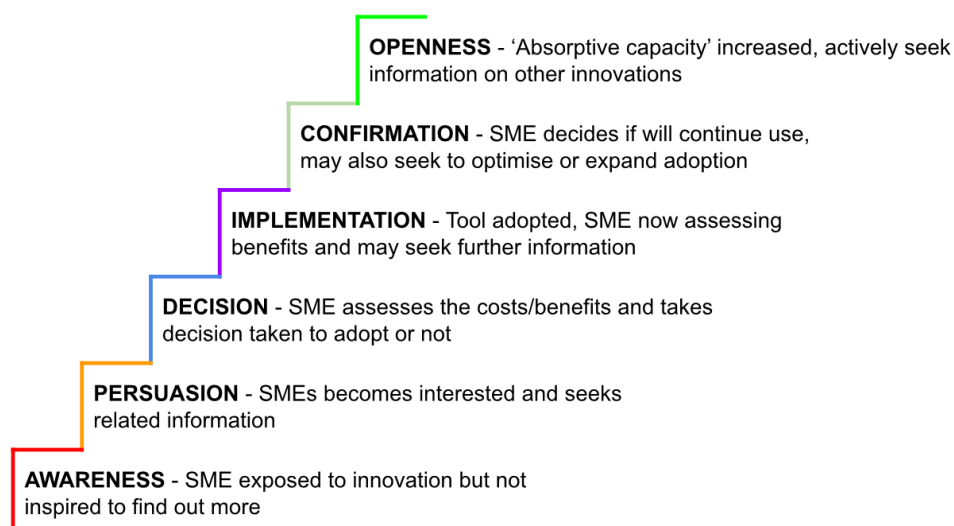 OPENNESS - ‘Absorptive capacity’ increased, actively seek
information on other innovations
CONFIRMATION - SME decides if will continue use,
may also seek to optimise or expand adoption
IMPLEMENTATION - Tool adopted, SME now assessing
benefits and may seek further information
DECISION - SME assesses the costs/benefits and takes
decision taken to adopt or not
PERSUASION - SMEs becomes interested and seeks
related information
AWARENESS - SME exposed to innovation but not
inspired to find out more